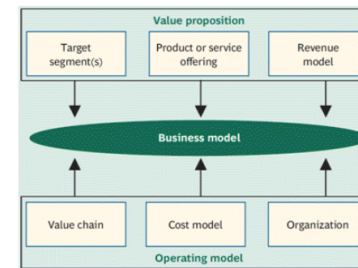 Value proposition
Target
segment(s)
Product or service
offering
Revenue
model
Business model
Value chain
Cost model
Organization
Operating model